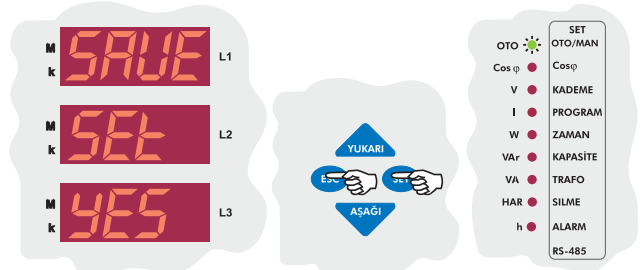 M
k
SAVE
L1
M
k
SEt
L2
M
k
YES
L3
YUKARI
ESC
SET
AŞAĞI
SET
OTO OTO/MAN
Cos φ Cosφ
V KADEME
I PROGRAM
W ZAMAN
VAr KAPASİTE
VA TRAFO
HAR SILME
h ALARM
RS-485